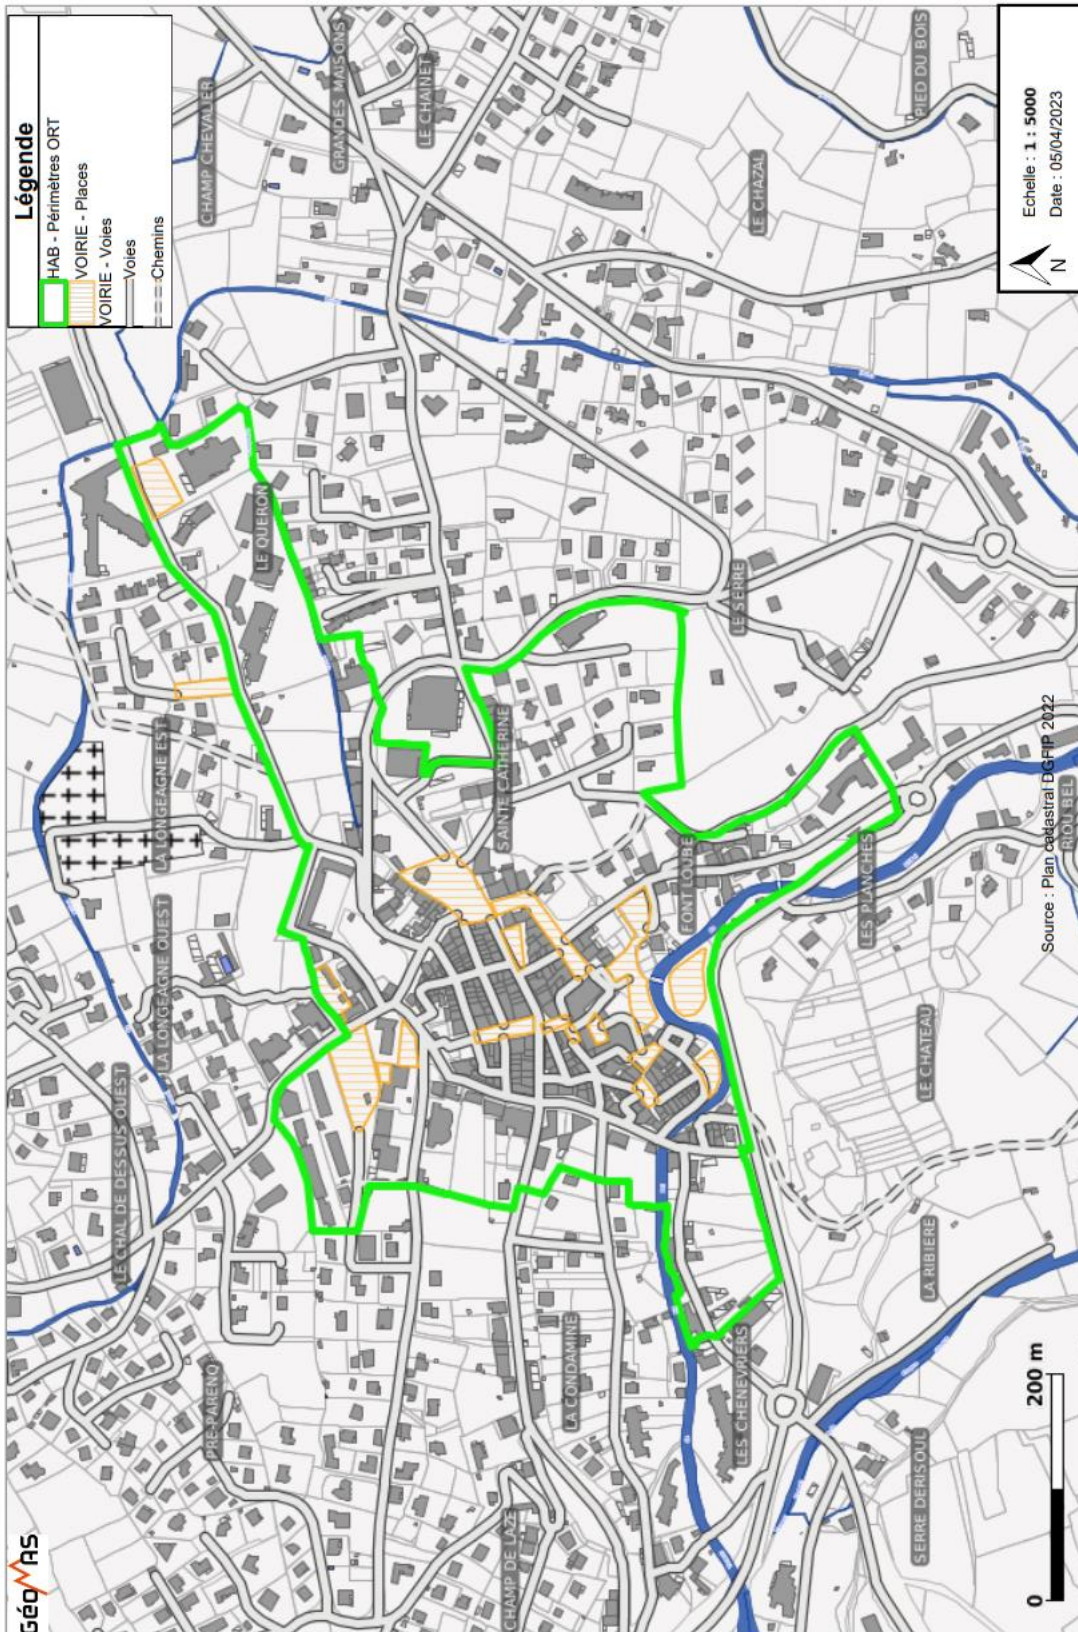 GéoMAS
Légende
HAB - Périmètres ORT
VOIRIE - Places
VOIRIE - Voies
Voies
Chemins
CHAMP CHEVALIER
GRANDES MAISONS
LE CHAINET
PIED DU BOIS
LE CHAZAL
LE QUERON
LE SERRE
LA LONGEAGNE EST
SAINTE CATHERINE
LA LONGEAGNE OUEST
FONT LOUBE
LES PLANCHES
RIOU BEL
LE CHAL DE DESSUS OUEST
LE CHATEAU
LA RIBIERE
PRE-PARENQ
LA CONDAMINE
LES CHENEVRIERS
CHAMP DE LAZE
SERRE DERISOUL
0 200 m
Source : Plan cadastral DGFIP 2022
N
Echelle : 1 : 5000
Date : 05/04/2023